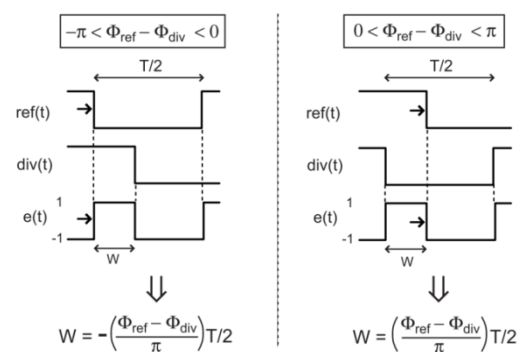 −π < Φref − Φdiv < 0
T/2
ref(t)
div(t)
e(t)
1
-1
W
⇓
W = -(Φref − Φdiv / π)T/2
0 < Φref − Φdiv < π
T/2
ref(t)
div(t)
e(t)
1
-1
W
⇓
W = (Φref − Φdiv / π)T/2